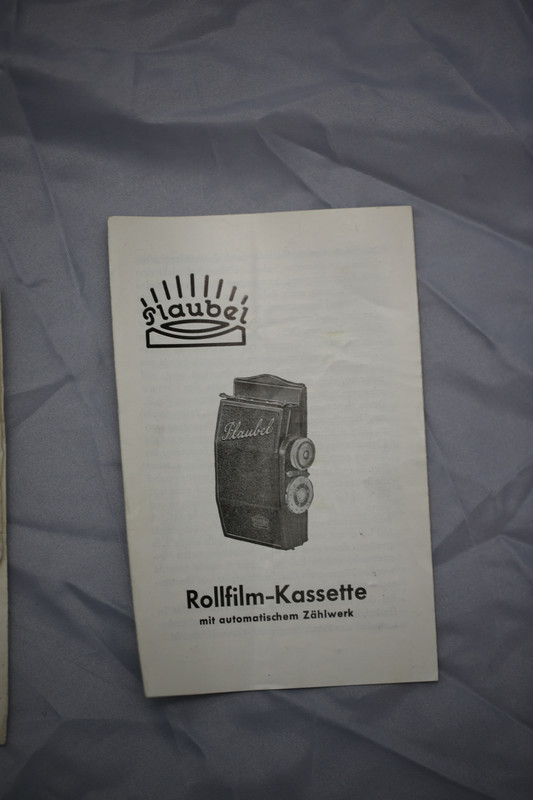 Plaubel
Plaubel
Rollfilm-Kassette
mit automatischem Zählwerk